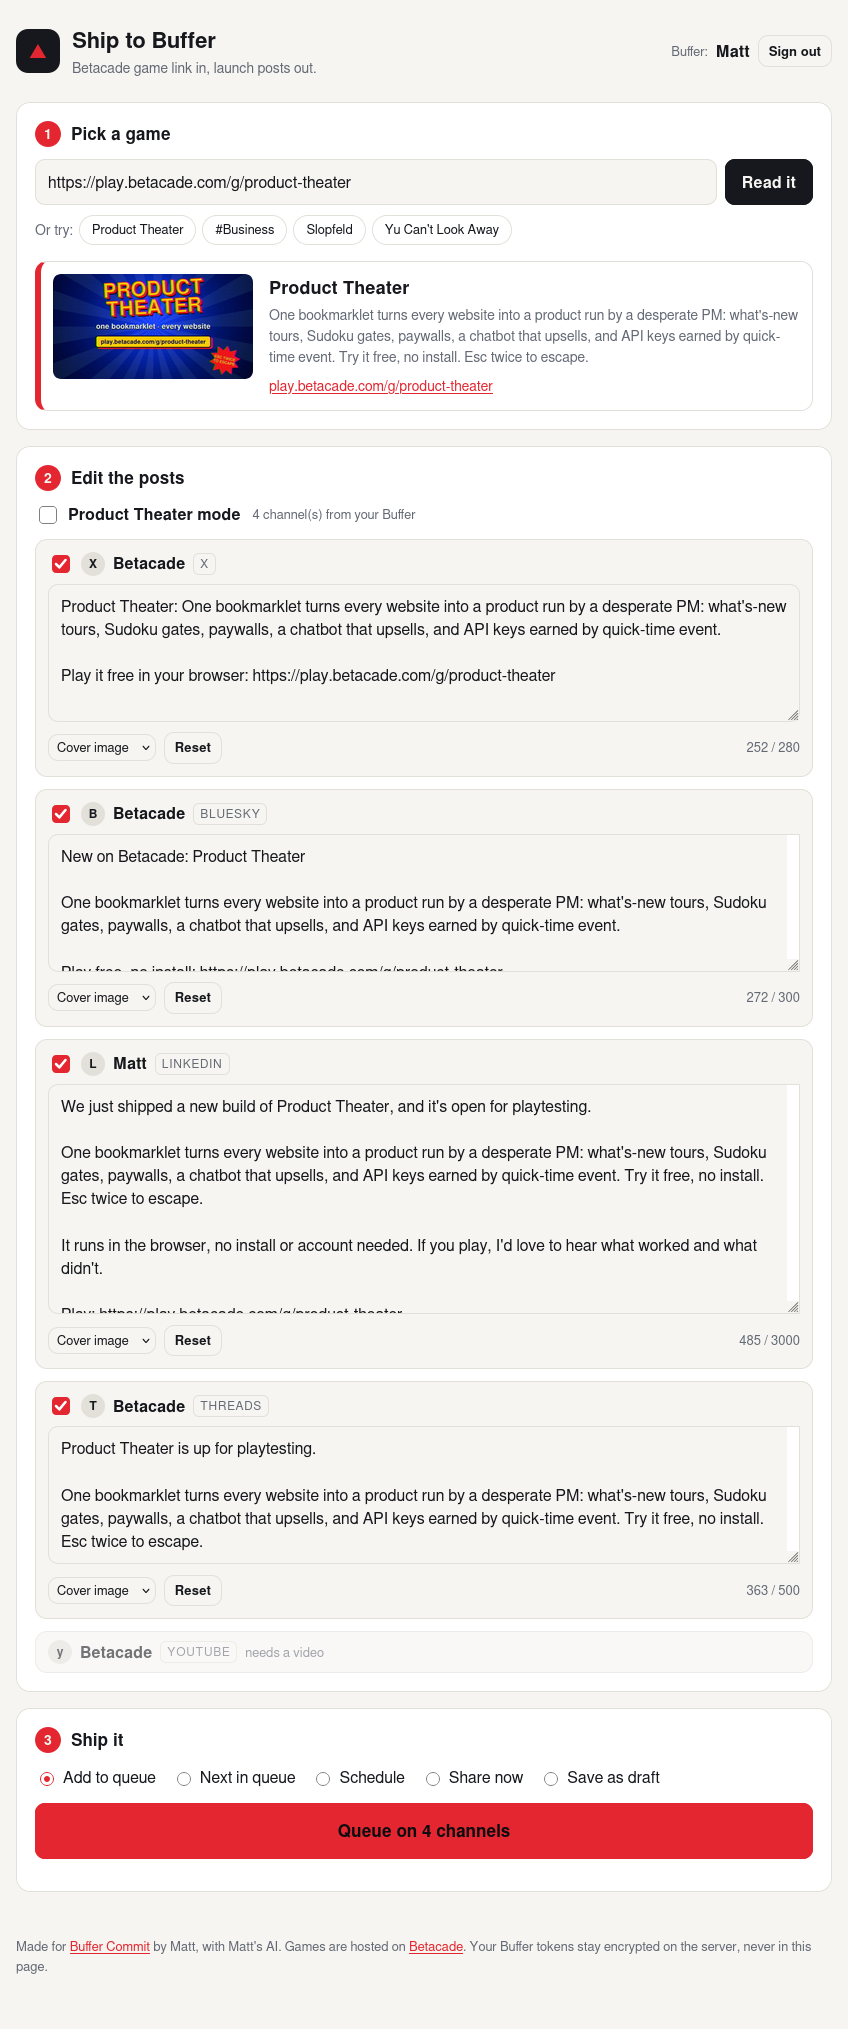 Ship to Buffer
Betacade game link in, launch posts out.
Buffer: Matt Sign out
1 Pick a game
https://play.betacade.com/g/product-theater Read it
Or try: Product Theater #Business Slopfeld Yu Can't Look Away
PRODUCT
THEATER
one bookmarklet · every website
play.betacade.com/g/product-theater
Product Theater
One bookmarklet turns every website into a product run by a desperate PM: what's-new
tours, Sudoku gates, paywalls, a chatbot that upsells, and API keys earned by quick-
time event. Try it free, no install. Esc twice to escape.
play.betacade.com/g/product-theater
2 Edit the posts
Product Theater mode 4 channel(s) from your Buffer
X Betacade X
Product Theater: One bookmarklet turns every website into a product run by a desperate PM: what's-new
tours, Sudoku gates, paywalls, a chatbot that upsells, and API keys earned by quick-time event.
Play it free in your browser: https://play.betacade.com/g/product-theater
Cover image Reset 252 / 280
B Betacade BLUESKY
New on Betacade: Product Theater
One bookmarklet turns every website into a product run by a desperate PM: what's-new tours, Sudoku
gates, paywalls, a chatbot that upsells, and API keys earned by quick-time event.
Play free, no install: https://play.betacade.com/g/product-theater
Cover image Reset 272 / 300
L Matt LINKEDIN
We just shipped a new build of Product Theater, and it's open for playtesting.
One bookmarklet turns every website into a product run by a desperate PM: what's-new tours, Sudoku
gates, paywalls, a chatbot that upsells, and API keys earned by quick-time event. Try it free, no install.
Esc twice to escape.
It runs in the browser, no install or account needed. If you play, I'd love to hear what worked and what
didn't.
Play: https://play.betacade.com/g/product-theater
Cover image Reset 485 / 3000
T Betacade THREADS
Product Theater is up for playtesting.
One bookmarklet turns every website into a product run by a desperate PM: what's-new tours, Sudoku
gates, paywalls, a chatbot that upsells, and API keys earned by quick-time event. Try it free, no install.
Esc twice to escape.
Cover image Reset 363 / 500
y Betacade YOUTUBE needs a video
3 Ship it
Add to queue Next in queue Schedule Share now Save as draft
Queue on 4 channels
Made for Buffer Commit by Matt, with Matt's AI. Games are hosted on Betacade. Your Buffer tokens stay encrypted on the server, never in this
page.